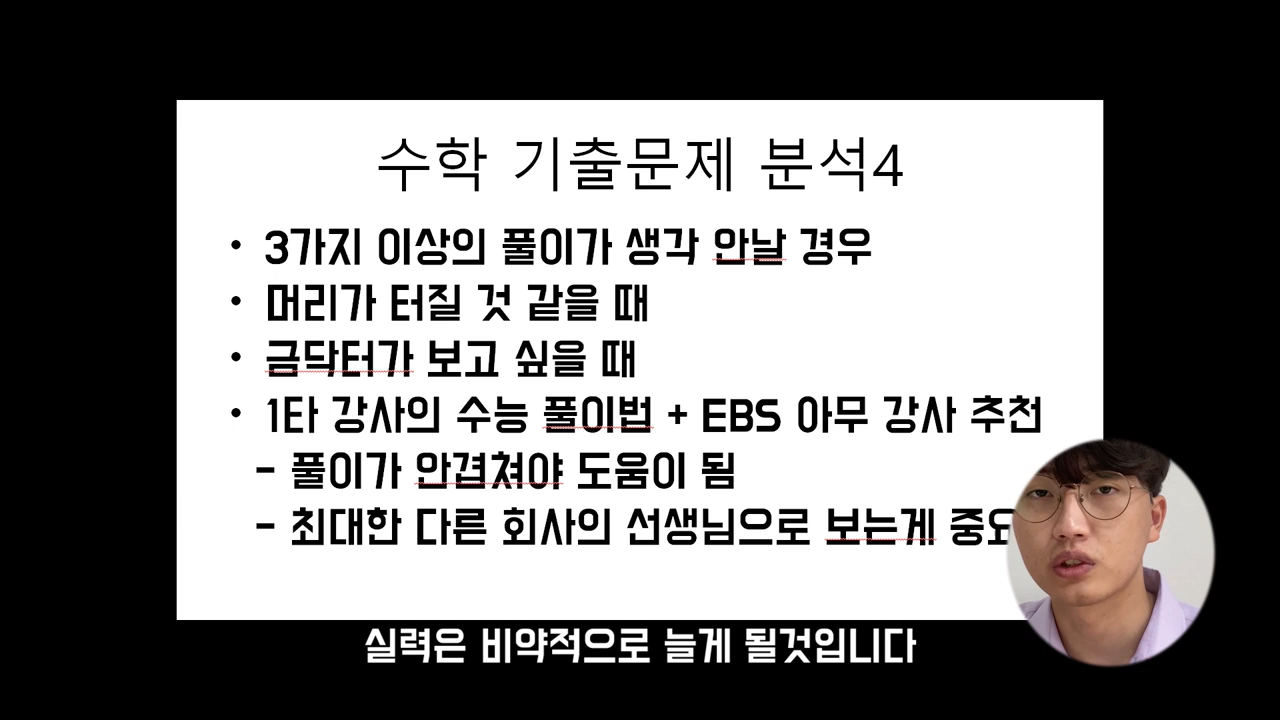 수학 기출문제 분석4
• 3가지 이상의 풀이가 생각 안날 경우
• 머리가 터질 것 같을 때
• 금닥터가 보고 싶을 때
• 1타 강사의 수능 풀이법 + EBS 아무 강사 추천
- 풀이가 안겹쳐야 도움이 됨
- 최대한 다른 회사의 선생님으로 보는게 중요
실력은 비약적으로 늘게 될것입니다